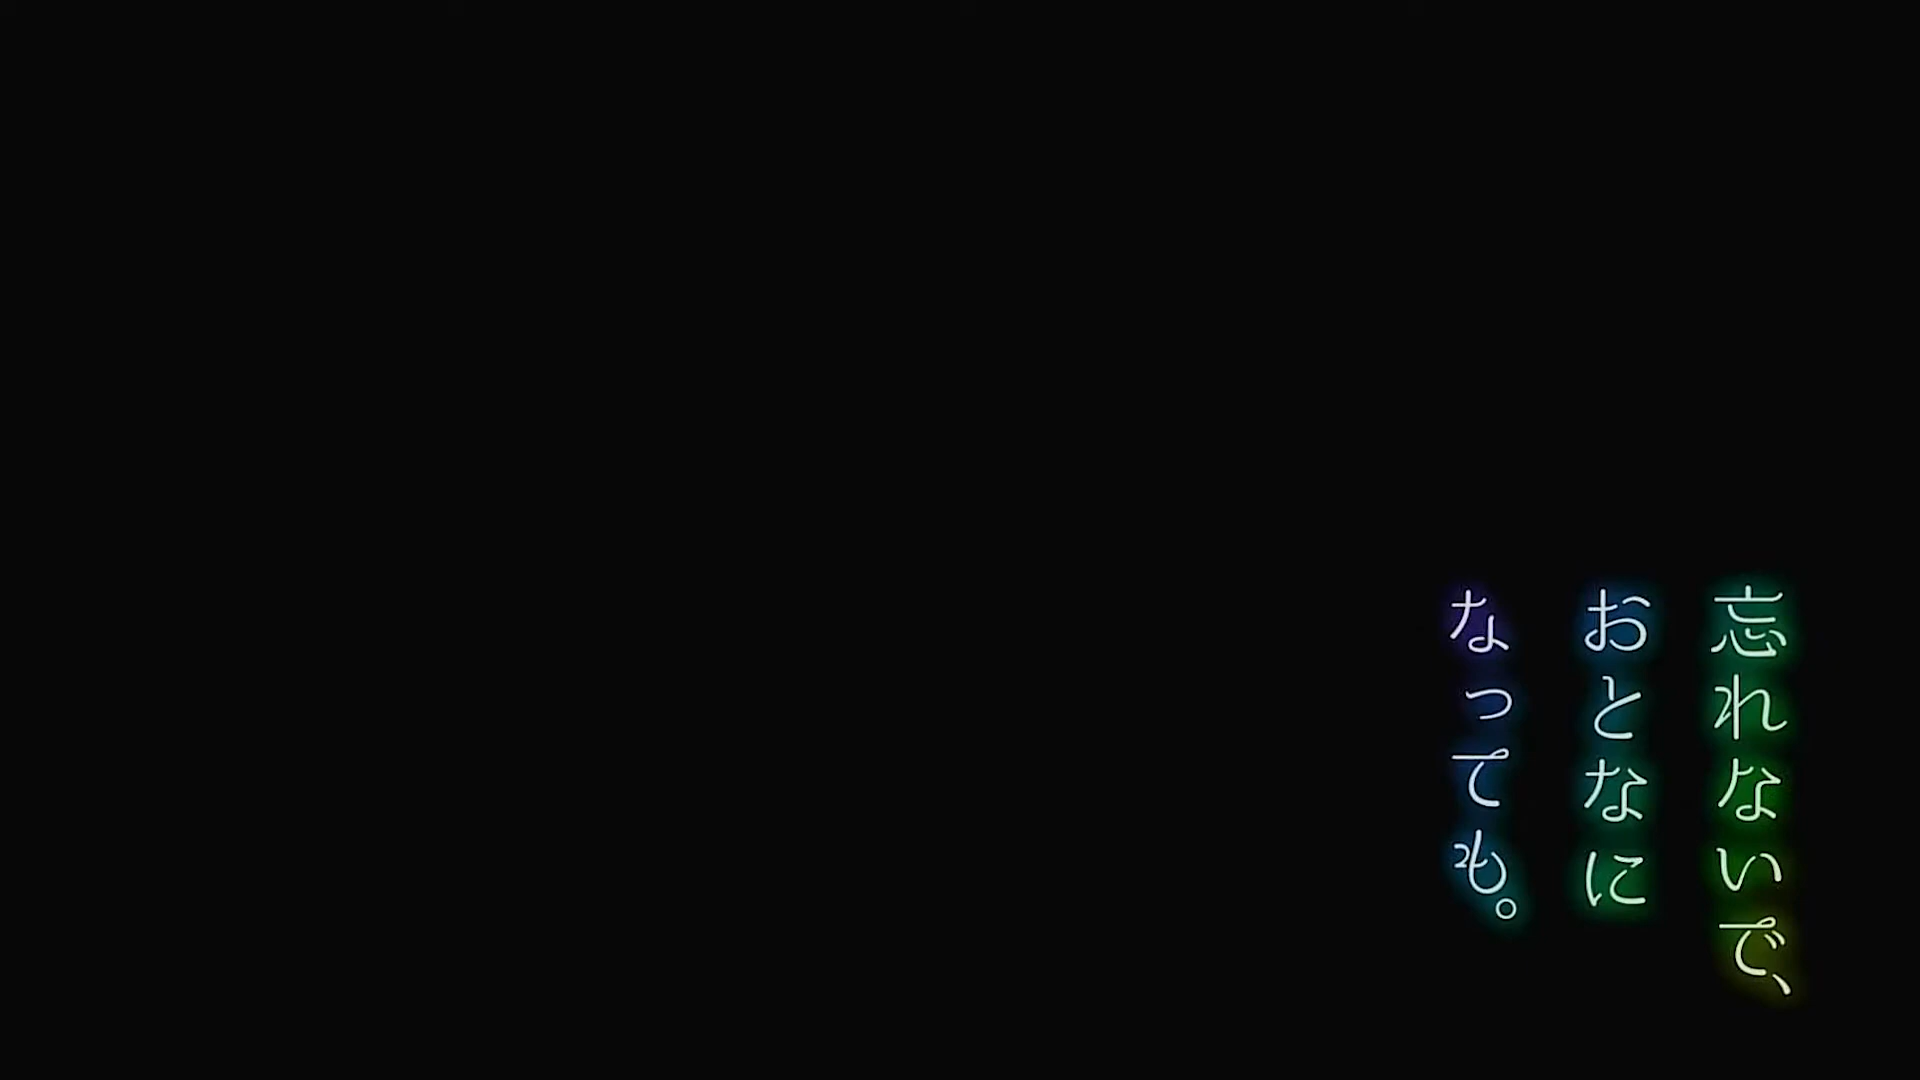 忘れないで、
おとなに
なっても。